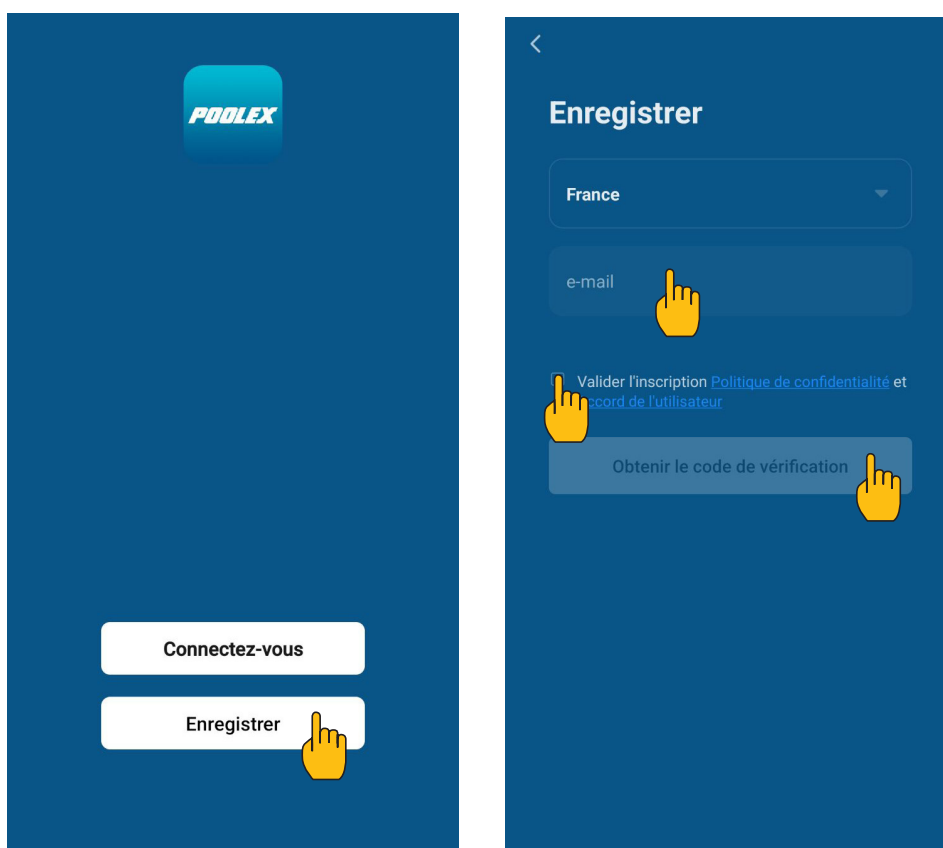 POOLEX
Connectez-vous
Enregistrer
Enregistrer
France
e-mail
Valider l'inscription Politique de confidentialité et
de l'utilisateur
Obtenir le code de vérification